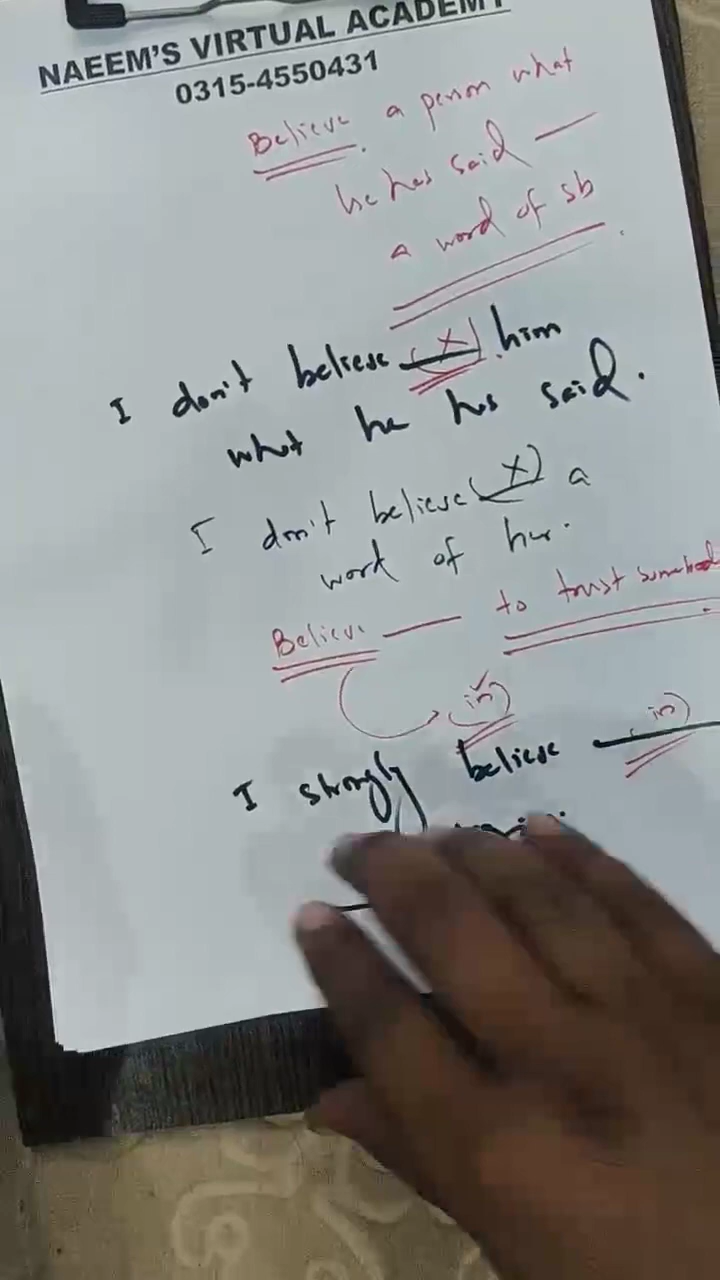 NAEEM'S VIRTUAL ACADEMY
0315-4550431
Believe a person what
he has said —
a word of sb
I don't believe (X) him
what he has said.
I don't believe (X) a
word of her.
Believe — to trust somebod
(in)
I strongly believe (in)